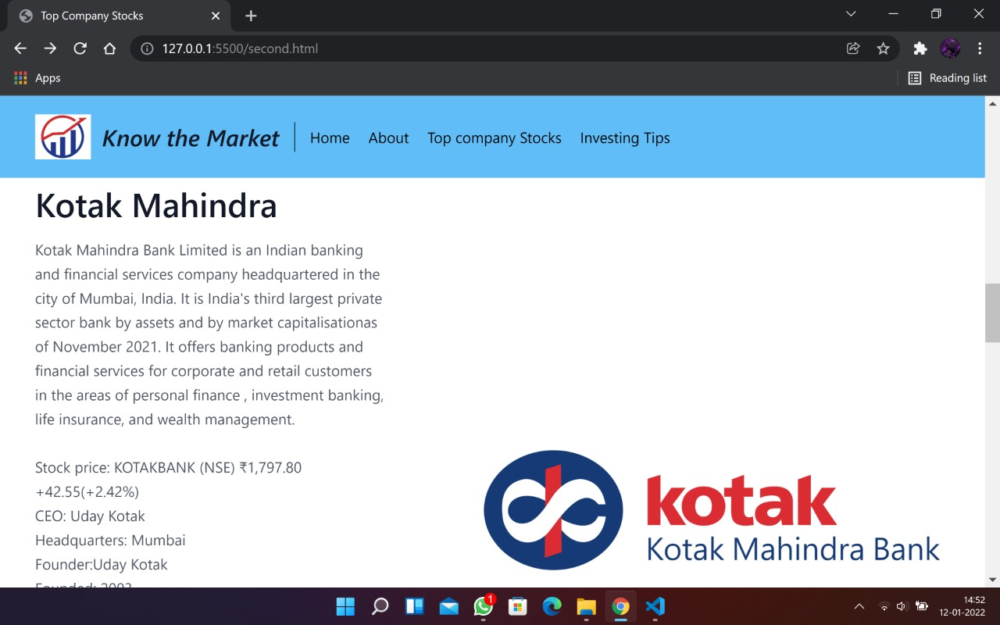 Top Company Stocks
127.0.0.1:5500/second.html
Apps
Reading list
Know the Market
Home
About
Top company Stocks
Investing Tips
Kotak Mahindra
Kotak Mahindra Bank Limited is an Indian banking
and financial services company headquartered in the
city of Mumbai, India. It is India's third largest private
sector bank by assets and by market capitalisationas
of November 2021. It offers banking products and
financial services for corporate and retail customers
in the areas of personal finance , investment banking,
life insurance, and wealth management.
Stock price: KOTAKBANK (NSE) ₹1,797.80
+42.55(+2.42%)
CEO: Uday Kotak
Headquarters: Mumbai
Founder:Uday Kotak
Founded: 2003
kotak
Kotak Mahindra Bank
1
14:52
12-01-2022